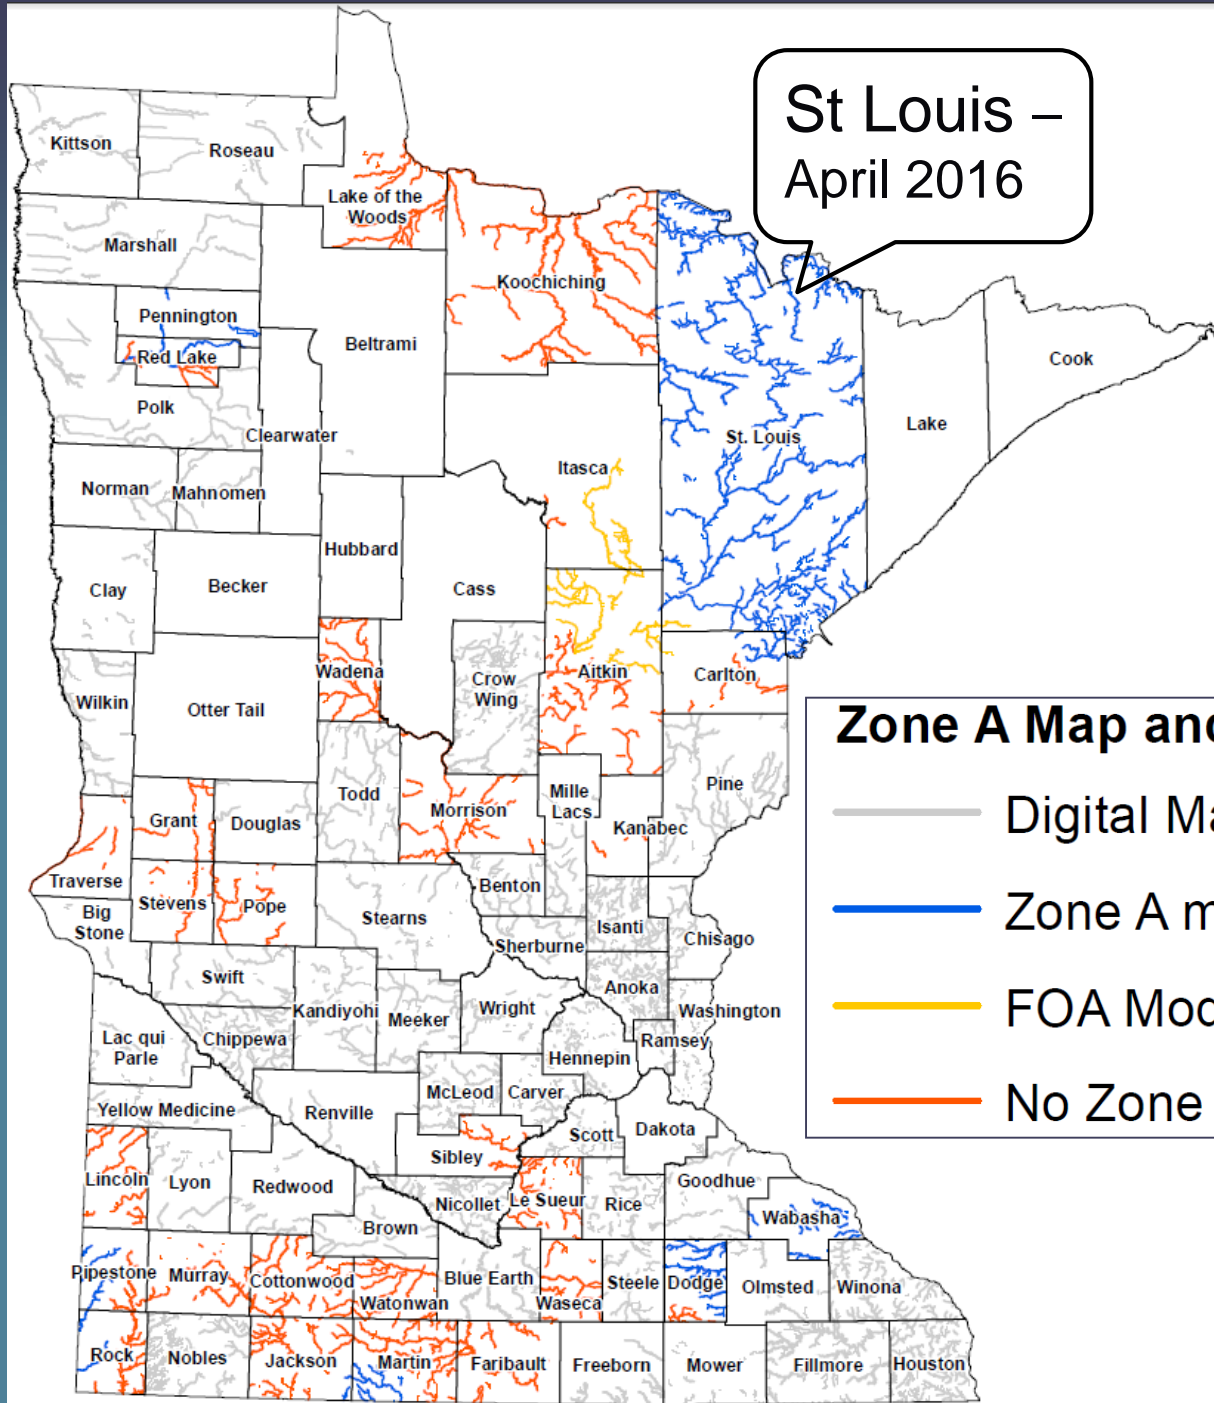 St Louis –
April 2016
Kittson
Roseau
Lake of the
Woods
Marshall
Koochiching
Pennington
Red Lake
Beltrami
Cook
Polk
Clearwater
Lake
St. Louis
Itasca
Norman
Mahnomen
Hubbard
Clay
Becker
Cass
Wadena
Crow
Wing
Aitkin
Carlton
Wilkin
Otter Tail
Zone A Map and
Pine
Todd
Mille
Lacs
Morrison
Grant
Douglas
Kanabec
Digital Ma
Traverse
Stevens
Pope
Benton
Big
Stone
Stearns
Zone A m
Isanti
Chisago
Sherburne
Swift
Anoka
Kandiyohi
Meeker
Wright
Washington
FOA Mod
Lac qui
Parle
Chippewa
Ramsey
Hennepin
McLeod
Carver
Yellow Medicine
Renville
No Zone
Scott
Dakota
Sibley
Lincoln
Lyon
Redwood
Goodhue
Nicollet
Le Sueur
Rice
Brown
Wabasha
Pipestone
Murray
Cottonwood
Watonwan
Blue Earth
Waseca
Steele
Dodge
Olmsted
Winona
Rock
Nobles
Jackson
Martin
Faribault
Freeborn
Mower
Fillmore
Houston